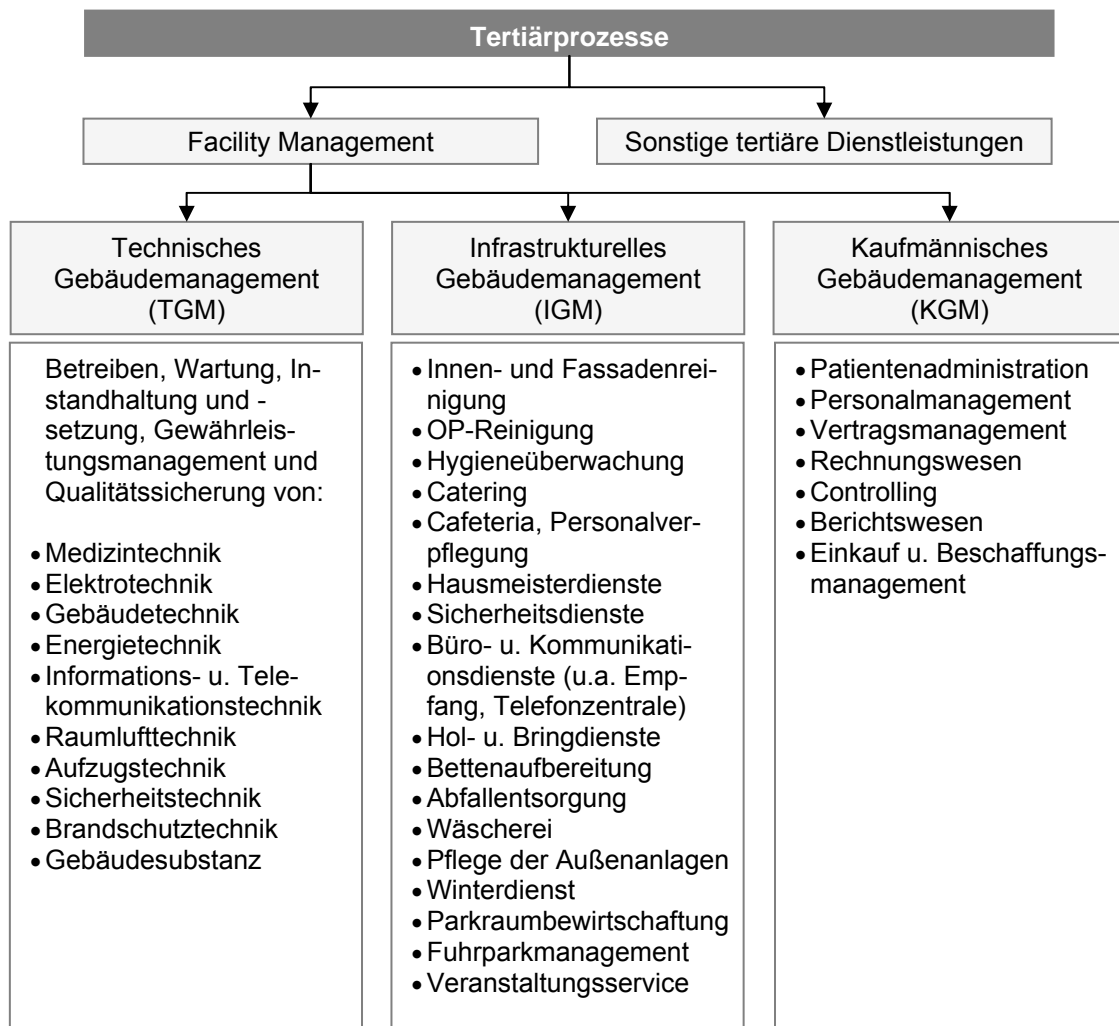 Tertiärprozesse
Facility Management
Sonstige tertiäre Dienstleistungen
Technisches
Gebäudemanagement
(TGM)
Infrastrukturelles
Gebäudemanagement
(IGM)
Kaufmännisches
Gebäudemanagement
(KGM)
Betreiben, Wartung, In-
standhaltung und -
setzung, Gewährleis-
tungsmanagement und
Qualitätssicherung von:
• Medizintechnik
• Elektrotechnik
• Gebäudetechnik
• Energietechnik
• Informations- u. Tele-
kommunikationstechnik
• Raumlufttechnik
• Aufzugstechnik
• Sicherheitstechnik
• Brandschutztechnik
• Gebäudesubstanz
• Innen- und Fassadenrei-
nigung
• OP-Reinigung
• Hygieneüberwachung
• Catering
• Cafeteria, Personalver-
pflegung
• Hausmeisterdienste
• Sicherheitsdienste
• Büro- u. Kommunikati-
onsdienste (u.a. Emp-
fang, Telefonzentrale)
• Hol- u. Bringdienste
• Bettenaufbereitung
• Abfallentsorgung
• Wäscherei
• Pflege der Außenanlagen
• Winterdienst
• Parkraumbewirtschaftung
• Fuhrparkmanagement
• Veranstaltungsservice
• Patientenadministration
• Personalmanagement
• Vertragsmanagement
• Rechnungswesen
• Controlling
• Berichtswesen
• Einkauf u. Beschaffungs-
management